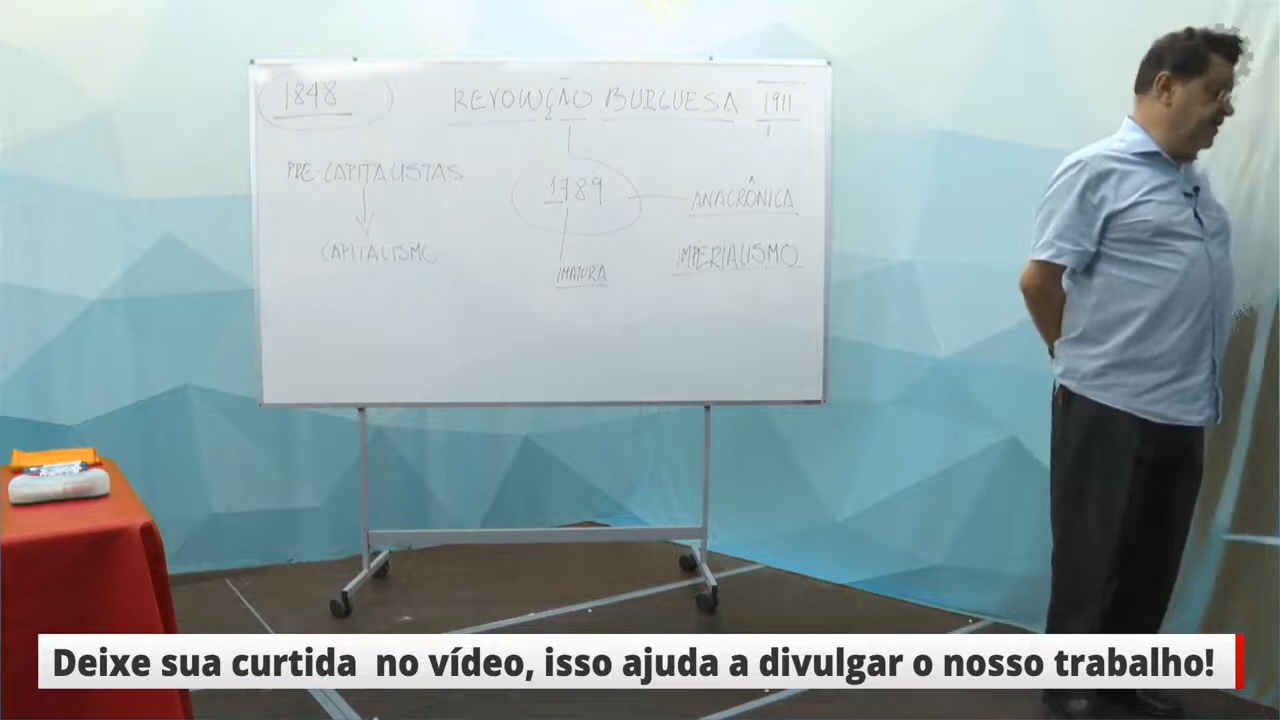 1848
REVOLUÇÃO BURGUESA 1911
PRE-CAPITALISTAS
1789
ANACRÔNICA
CAPITALISMO
IMATURA
IMPERIALISMO
Deixe sua curtida no vídeo, isso ajuda a divulgar o nosso trabalho!